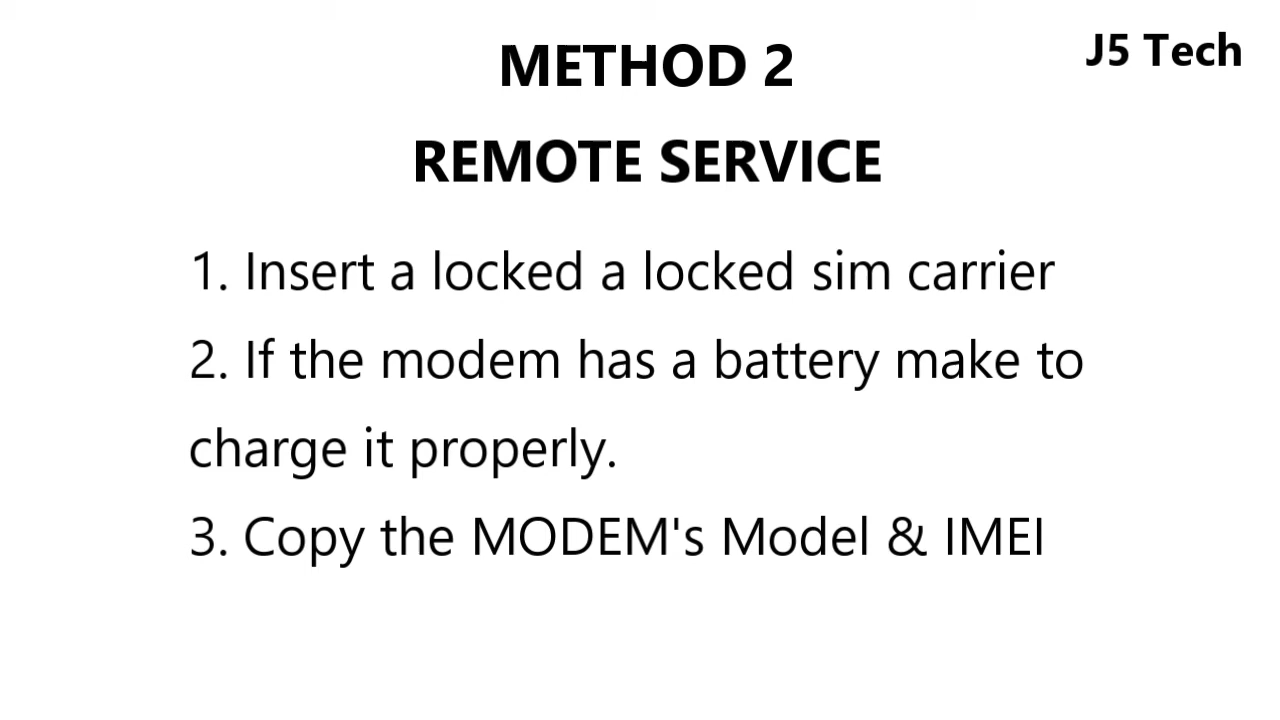 METHOD 2
J5 Tech
REMOTE SERVICE
1. Insert a locked a locked sim carrier
2. If the modem has a battery make to
charge it properly.
3. Copy the MODEM's Model & IMEI